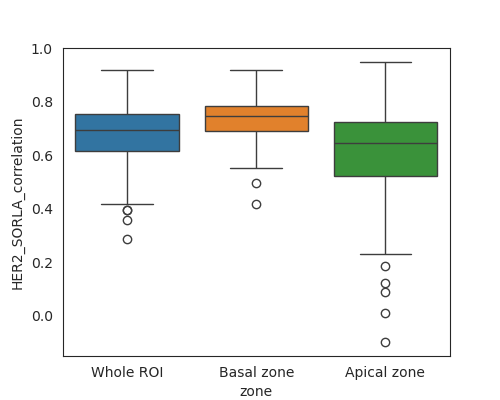 HER2_SORLA_correlation
1.0
0.8
0.6
0.4
0.2
0.0
Whole ROI
Basal zone
Apical zone
zone